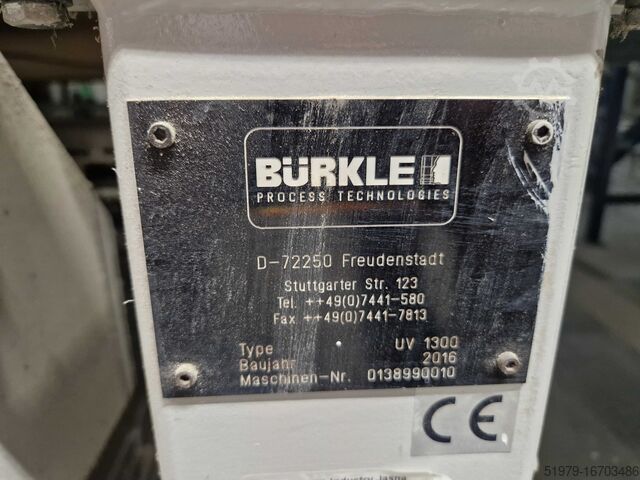 BÜRKLE
PROCESS TECHNOLOGIES
D-72250 Freudenstadt
Stuttgarter Str. 123
Tel. ++49(0)7441-580
Fax ++49(0)7441-7813
Type UV 1300
Baujahr 2016
Maschinen-Nr. 0138990010
CE
51979-16703486